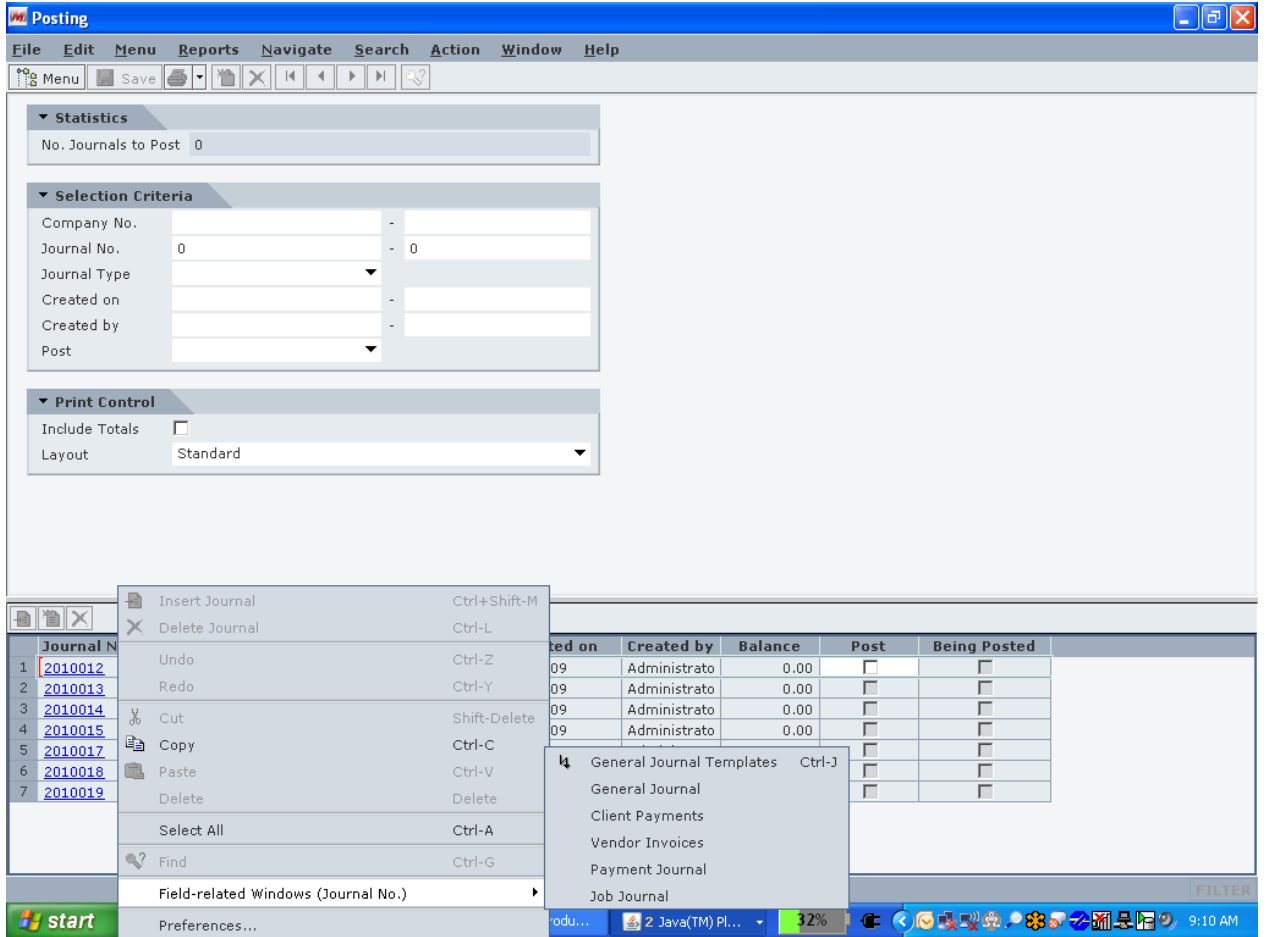 Posting
File Edit Menu Reports Navigate Search Action Window Help
Menu Save
Statistics
No. Journals to Post 0
Selection Criteria
Company No. -
Journal No. 0 - 0
Journal Type
Created on -
Created by -
Post
Print Control
Include Totals
Layout Standard
Insert Journal Ctrl+Shift-M
Delete Journal Ctrl-L
Undo Ctrl-Z
Redo Ctrl-Y
Cut Shift-Delete
Copy Ctrl-C
Paste Ctrl-V
Delete Delete
Select All Ctrl-A
Find Ctrl-G
Field-related Windows (Journal No.)
Preferences...
General Journal Templates Ctrl-J
General Journal
Client Payments
Vendor Invoices
Payment Journal
Job Journal
Journal N ted on Created by Balance Post Being Posted
1 2010012 09 Administrato 0.00
2 2010013 09 Administrato 0.00
3 2010014 09 Administrato 0.00
4 2010015 09 Administrato 0.00
5 2010017
6 2010018
7 2010019
FILTER
start rodu... 2 Java(TM) Pl... 32% 9:10 AM